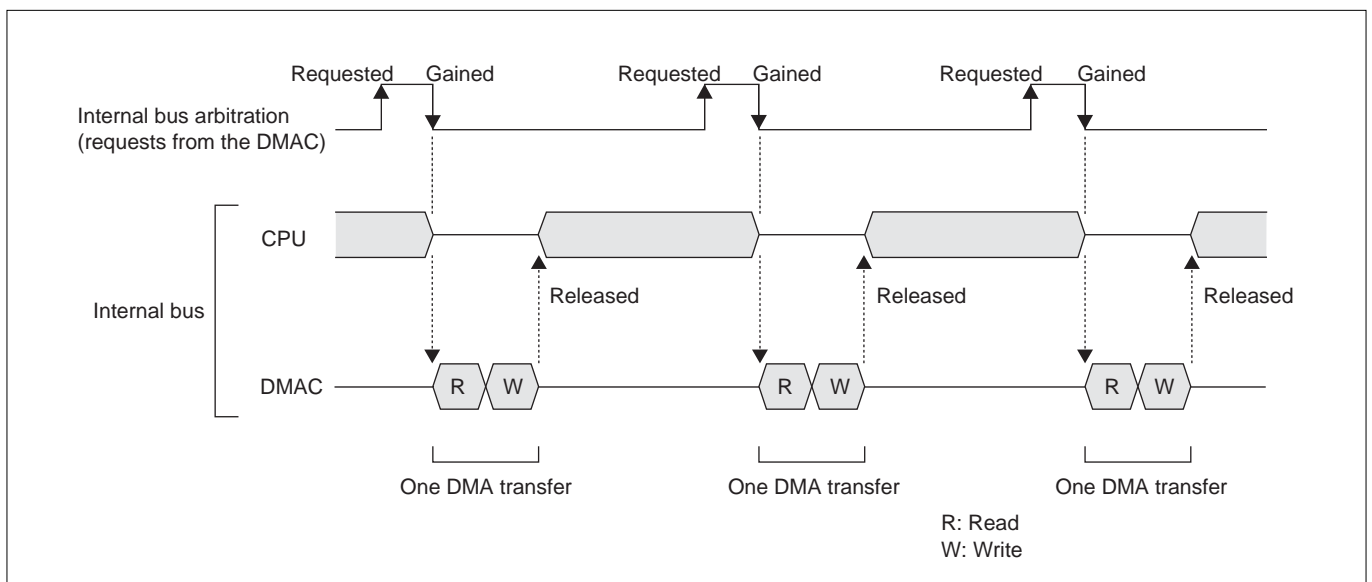 Requested Gained Requested Gained Requested Gained
Internal bus arbitration
(requests from the DMAC)
CPU
Released Released Released
Internal bus
DMAC R W R W R W
One DMA transfer One DMA transfer One DMA transfer
R: Read
W: Write